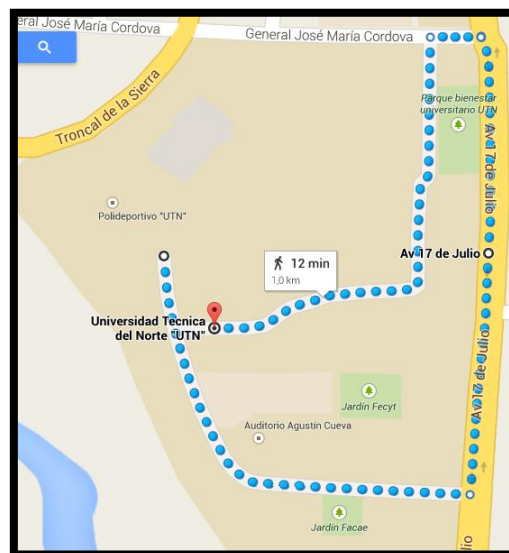 eral José María Cordova
General José María Cordova
Troncal de la Sierra
Parque bienestar
universitario UTN
Av 17 de Julio
Polideportivo "UTN"
Av 17 de Julio
12 min
1,0 km
Universidad Técnica
del Norte "UTN"
Av 17 de Julio
Jardín Fecyt
Auditorio Agustín Cueva
Jardín Facae
lio